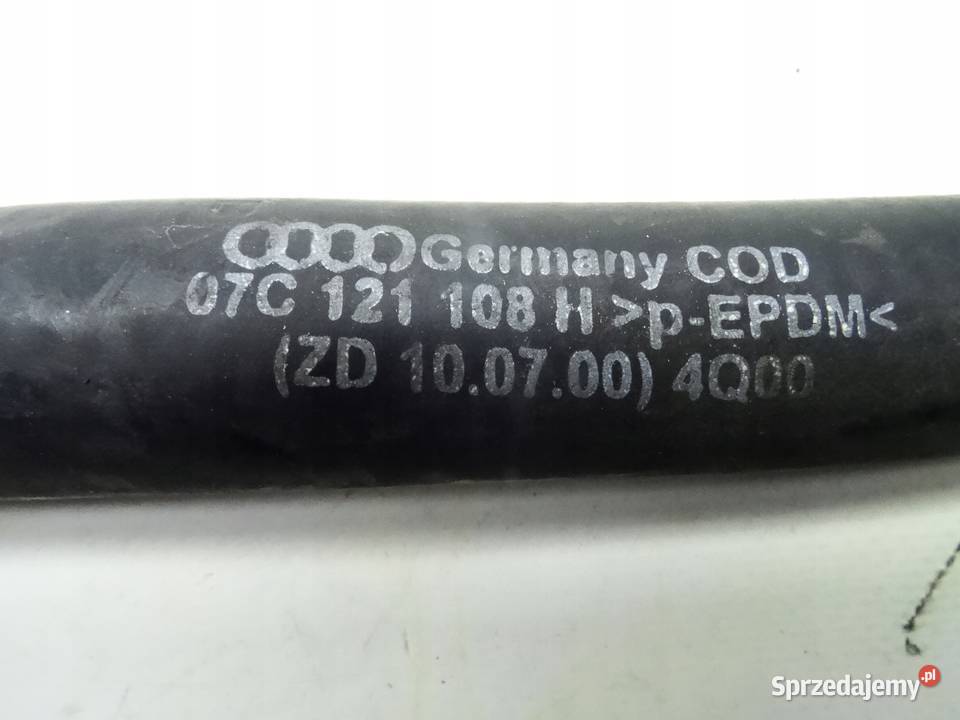 Germany COD
07C 121 108 H >p-EPDM<
(ZD 10.07.00) 4Q00
Sprzedajemy.pl